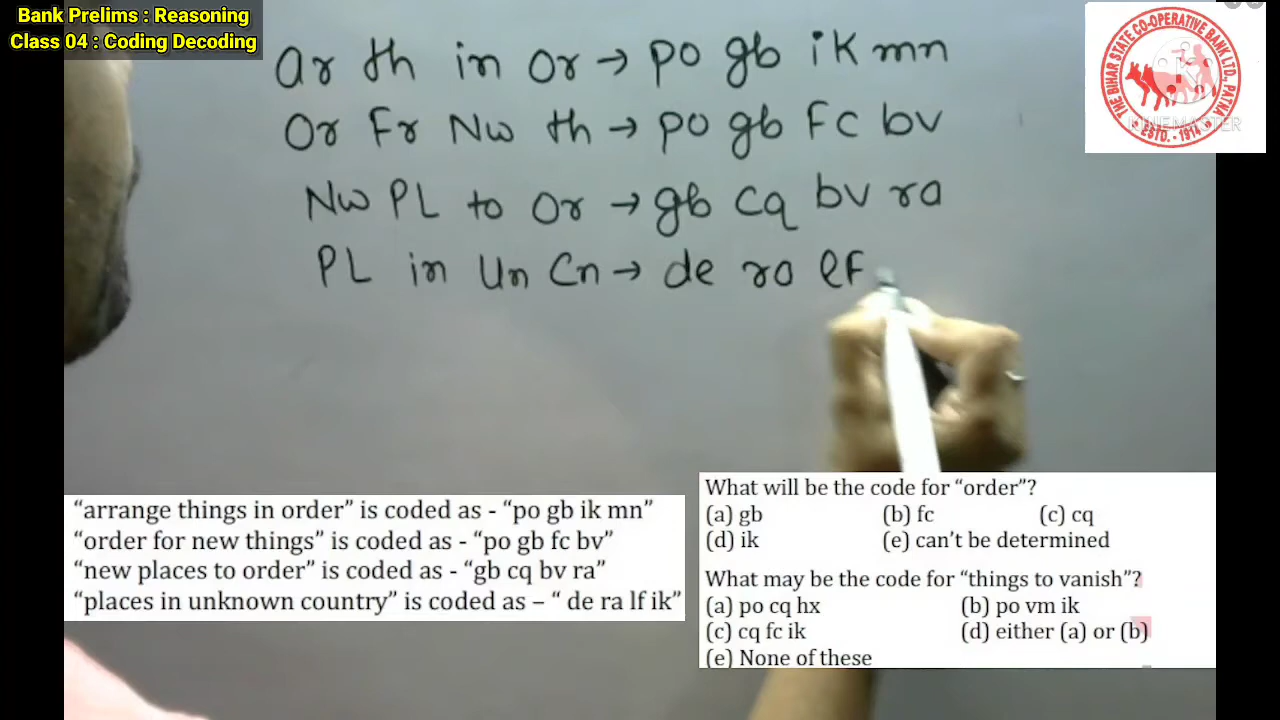 Bank Prelims : Reasoning
Class 04 : Coding Decoding
THE BIHAR STATE CO-OPERATIVE BANK LTD., PATNA
ESTD. - 1914
KINEMASTER
Ar th in Or → po gb ik mn
Or Fr Nw th → po gb Fc bv
Nw PL to Or → gb cq bv ra
PL in Un Cn → de ra lF
“arrange things in order” is coded as - “po gb ik mn”
“order for new things” is coded as - “po gb fc bv”
“new places to order” is coded as - “gb cq bv ra”
“places in unknown country” is coded as – “ de ra lf ik”
What will be the code for “order”?
(a) gb (b) fc (c) cq
(d) ik (e) can’t be determined
What may be the code for “things to vanish”?
(a) po cq hx (b) po vm ik
(c) cq fc ik (d) either (a) or (b)
(e) None of these